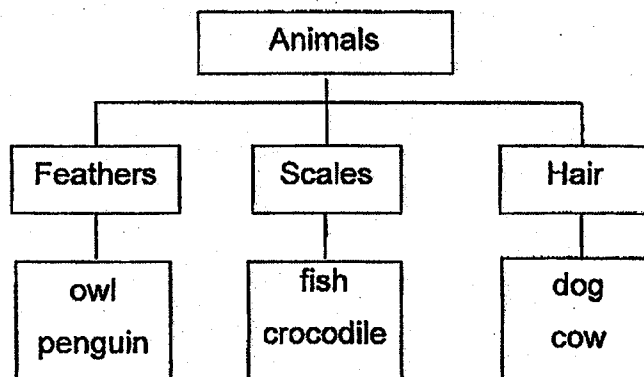 Animals
Feathers
Scales
Hair
owl
penguin
fish
crocodile
dog
cow